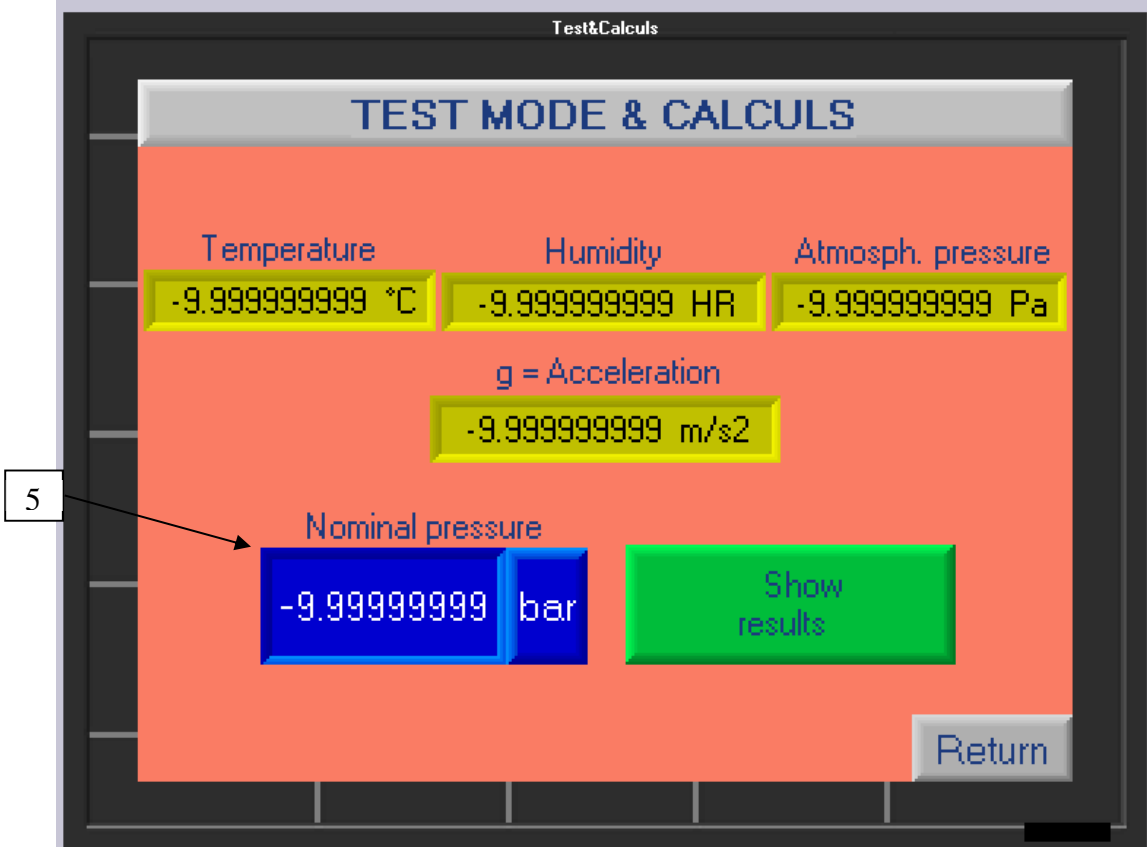 Test&Calculs
TEST MODE & CALCULS
Temperature Humidity Atmosph. pressure
-9.999999999 °C -9.999999999 HR -9.999999999 Pa
g = Acceleration
-9.999999999 m/s2
5
Nominal pressure
-9.99999999 bar
Show
results
Return